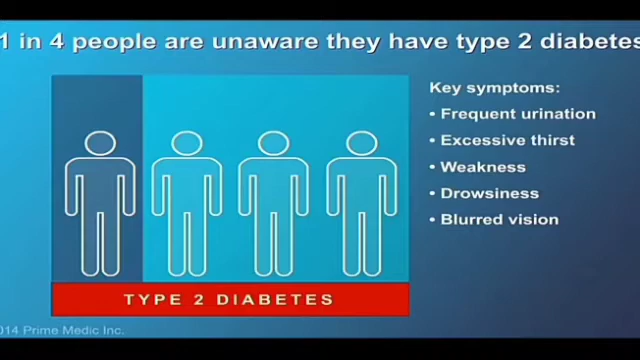 1 in 4 people are unaware they have type 2 diabetes
Key symptoms:
• Frequent urination
• Excessive thirst
• Weakness
• Drowsiness
• Blurred vision
TYPE 2 DIABETES
014 Prime Medic Inc.